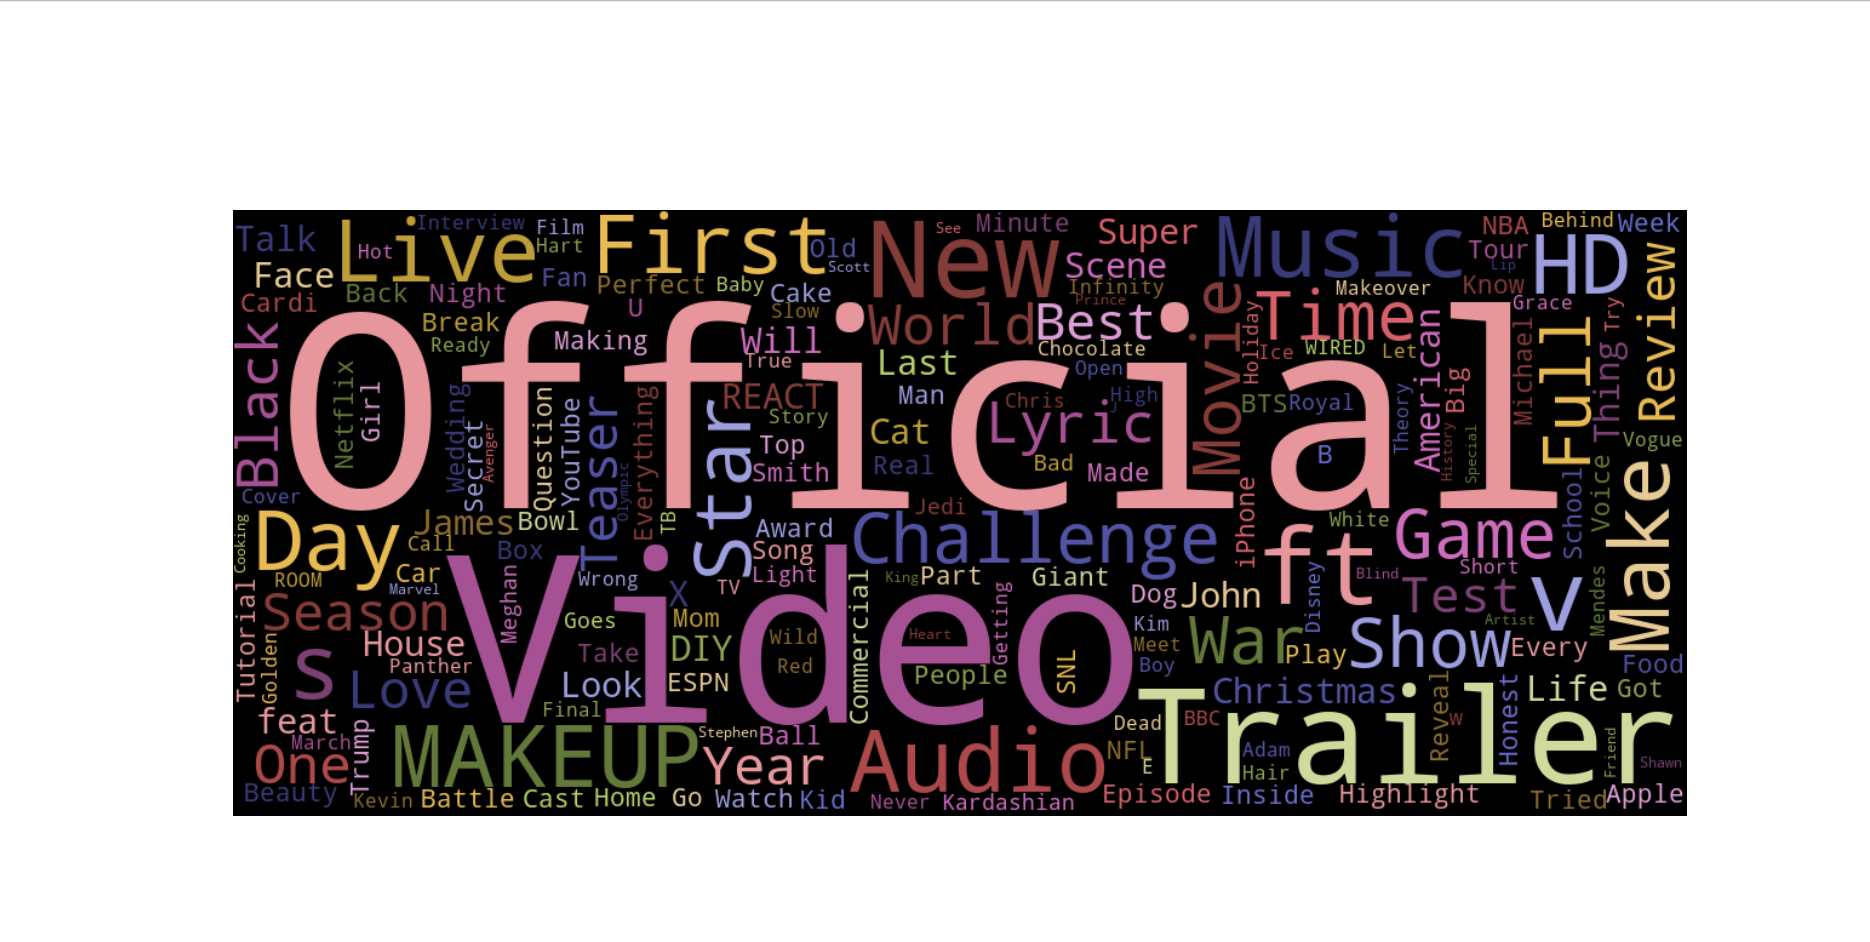 Talk
Live
Interview
Hot
Film
Hart
First
Old
Scott
New
See
Minute
Super
Music
NBA
Behind
Week
Face
Fan
Perfect
Baby
Cake
Scene
Infinity
Tour
Lip
HD
Review
Cardi
Back
Night
U
Slow
Prince
Makeover
Know
Grace
Try
Black
Official
Break
Ready
Making
Will
True
World
Best
Chocolate
Movie
Holiday
Time
Ice
WIRED
Let
American
Michael
Full
Thing
Netflix
Girl
Wedding
Secret
Avenger
Question
YouTube
Teaser
Olympic
Everything
TB
Star
REACT
Story
Top
Smith
Last
Man
Cat
Real
Open
Chris
High
J
Lyric
Bad
Made
BTS
Royal
B
Theory
Big
History
Special
Vogue
Cover
Cooking
Day
James
Call
Bowl
Box
Award
Song
Light
TV
Jedi
Challenge
iPhone
White
Game
School
Voice
Make
ROOM
Car
Marvel
Meghan
Wrong
X
Video
King
Part
Giant
Dog
John
ft
Blind
Short
Test
v
Mendes
Tutorial
Golden
Season
House
Panther
s
Love
Goes
Take
Mom
DIY
Look
ESPN
Final
Wild
Red
Commercial
Heart
People
Getting
SNL
Kim
Meet
Boy
War
Disney
Play
Show
Artist
Every
Food
feat
March
Trump
One
MAKEUP
Stephen
Ball
Year
Audio
Dead
BBC
NFL
E
Trailer
Christmas
Reveal
W
Honest
Life
Got
Adam
Hair
Friend
Shawn
Beauty
Kevin
Battle
Cast
Home
Go
Watch
Kid
Never
Kardashian
Episode
Inside
Highlight
Tried
Apple